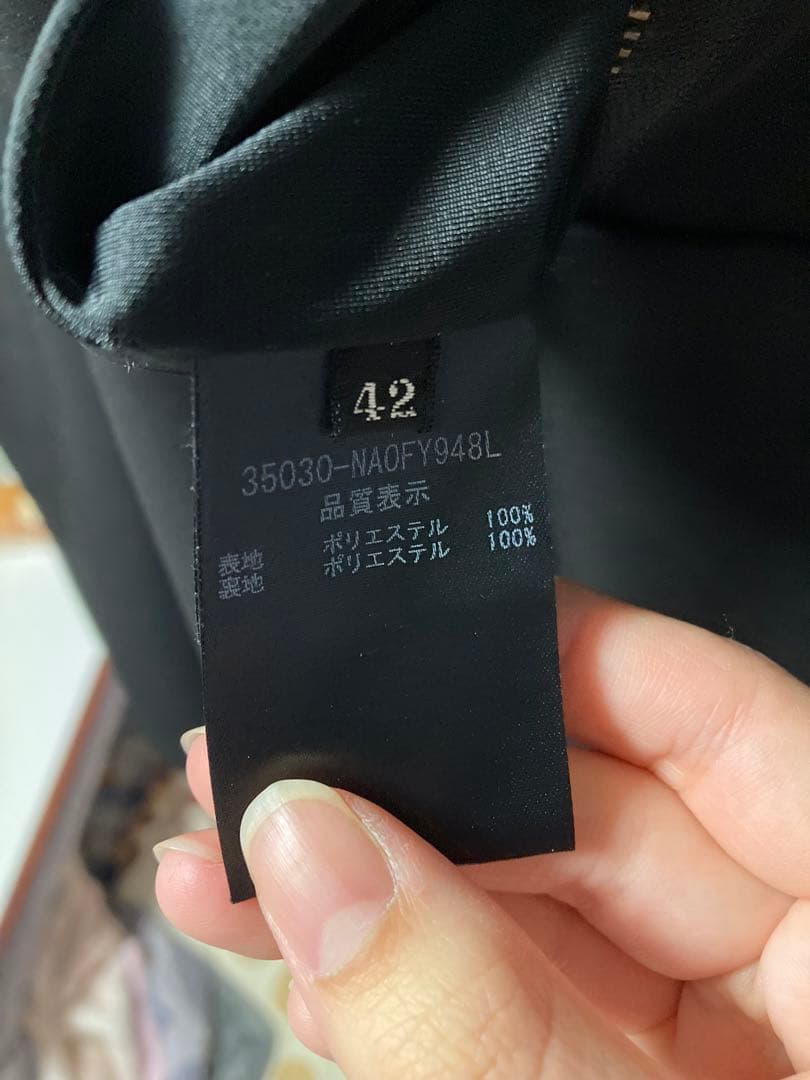 42
35030-NA0FY948L
品質表示
表地 ポリエステル 100%
裏地 ポリエステル 100%